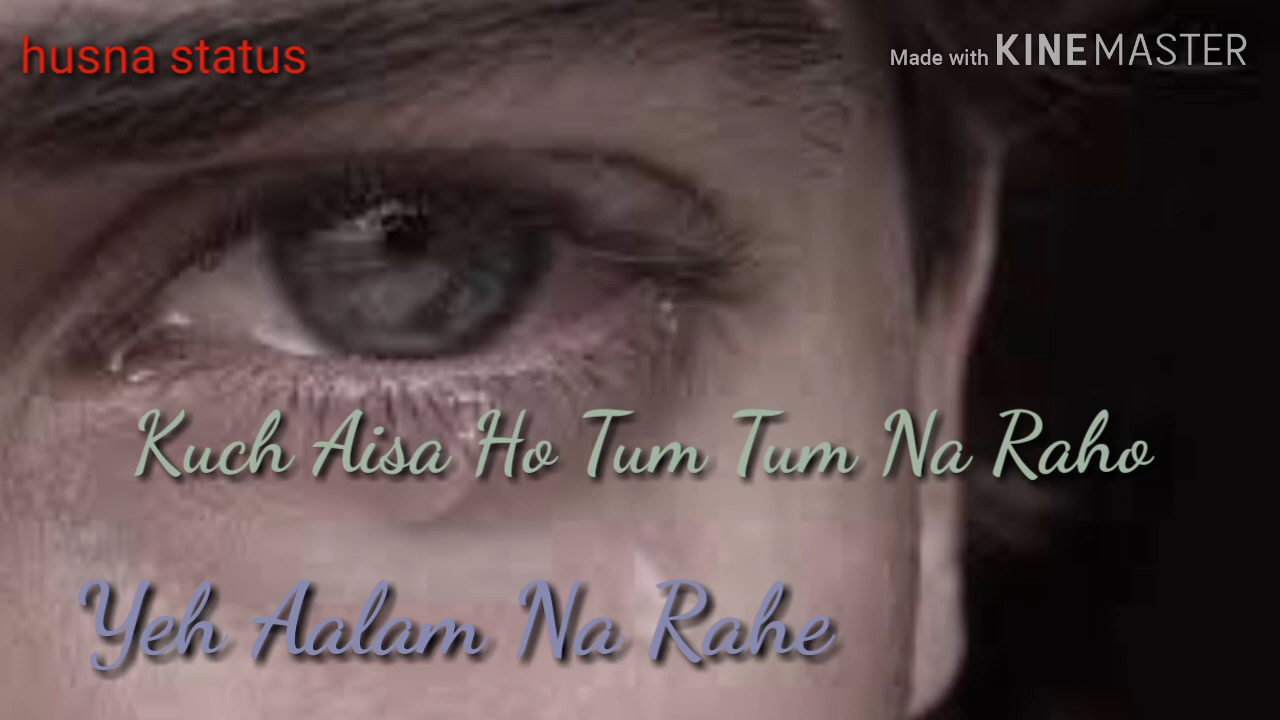 husna status
Made with KINEMASTER
Kuch Aisa Ho Tum Tum Na Raho
Yeh Aalam Na Rahe